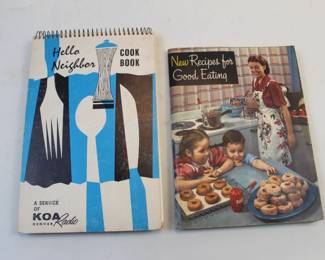 Hello
Neighbor
COOK
BOOK
A SERVICE
OF
KOA
DENVER Radio
New Recipes for
Good Eating